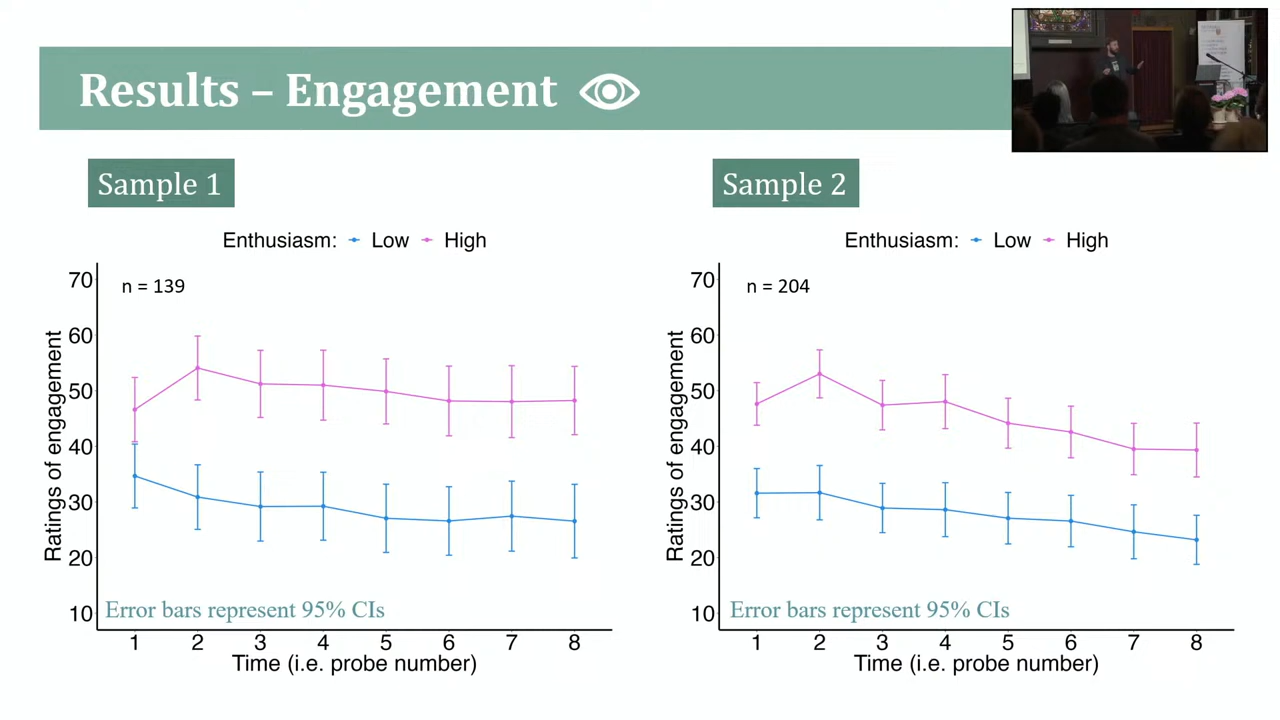 Results – Engagement
Sample 1
Enthusiasm: Low High
n = 139
70
60
50
40
30
20
10
Ratings of engagement
Error bars represent 95% CIs
1 2 3 4 5 6 7 8
Time (i.e. probe number)
Sample 2
Enthusiasm: Low High
n = 204
70
60
50
40
30
20
10
Ratings of engagement
Error bars represent 95% CIs
1 2 3 4 5 6 7 8
Time (i.e. probe number)